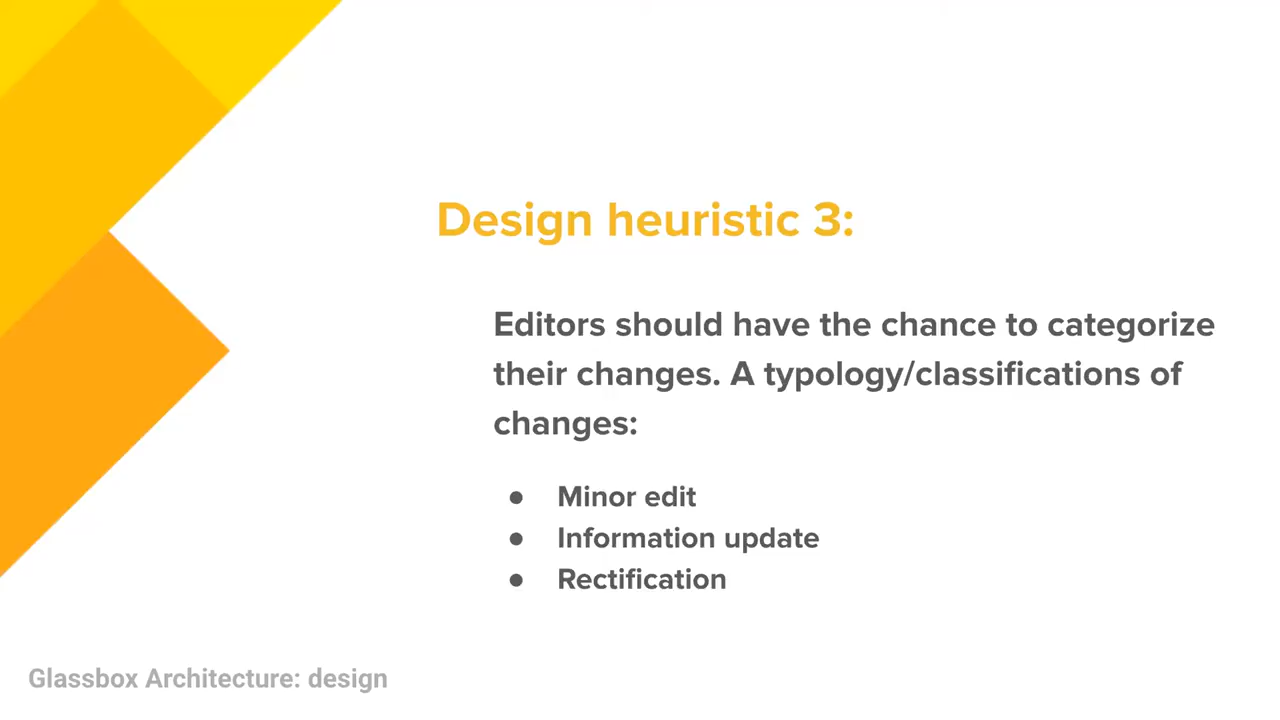 Design heuristic 3:
Editors should have the chance to categorize
their changes. A typology/classifications of
changes:
● Minor edit
● Information update
● Rectification
Glassbox Architecture: design